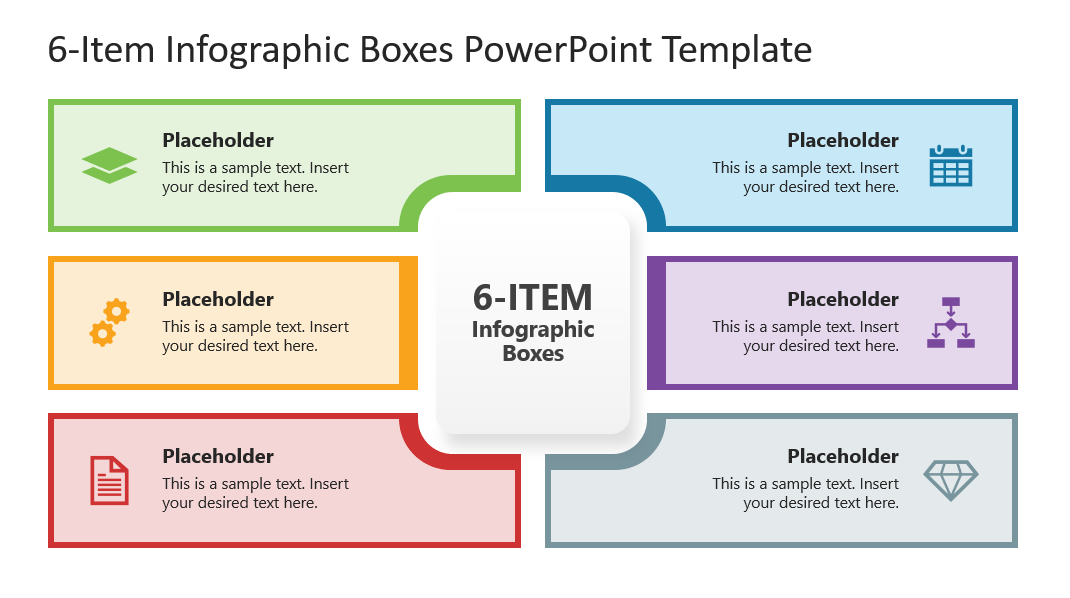 6-Item Infographic Boxes PowerPoint Template
Placeholder
This is a sample text. Insert
your desired text here.
Placeholder
This is a sample text. Insert
your desired text here.
Placeholder
This is a sample text. Insert
your desired text here.
6-ITEM
Infographic
Boxes
Placeholder
This is a sample text. Insert
your desired text here.
Placeholder
This is a sample text. Insert
your desired text here.
Placeholder
This is a sample text. Insert
your desired text here.